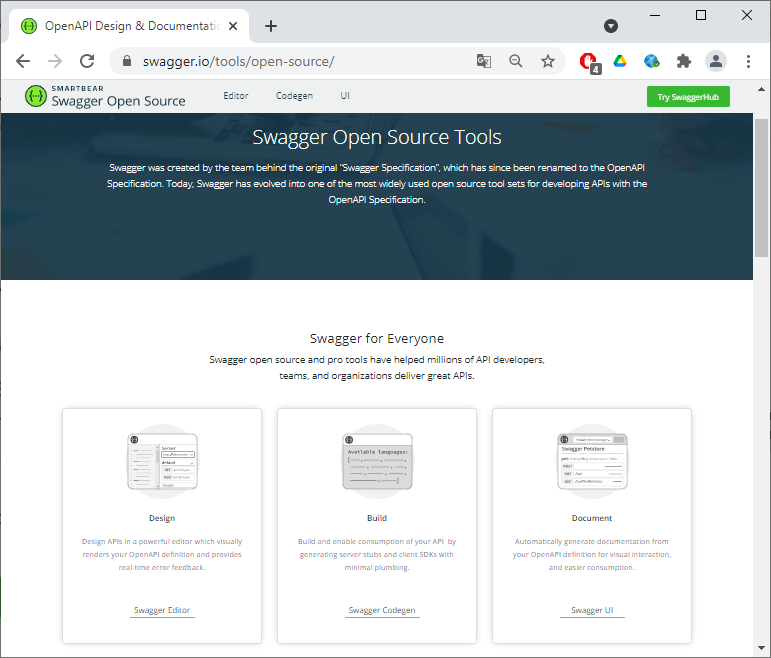 OpenAPI Design & Documentatio
swagger.io/tools/open-source/
4
SMARTBEAR
Swagger Open Source
Editor
Codegen
UI
Try SwaggerHub
Swagger Open Source Tools
Swagger was created by the team behind the original “Swagger Specification”, which has since been renamed to the OpenAPI
Specification. Today, Swagger has evolved into one of the most widely used open source tool sets for developing APIs with the
OpenAPI Specification.
Swagger for Everyone
Swagger open source and pro tools have helped millions of API developers,
teams, and organizations deliver great APIs.
Server
default
Available languages:
Swagger Petstore
Design
Design APIs in a powerful editor which visually
renders your OpenAPI definition and provides
real-time error feedback.
Swagger Editor
Build
Build and enable consumption of your API by
generating server stubs and client SDKs with
minimal plumbing.
Swagger Codegen
Document
Automatically generate documentation from
your OpenAPI definition for visual interaction,
and easier consumption.
Swagger UI